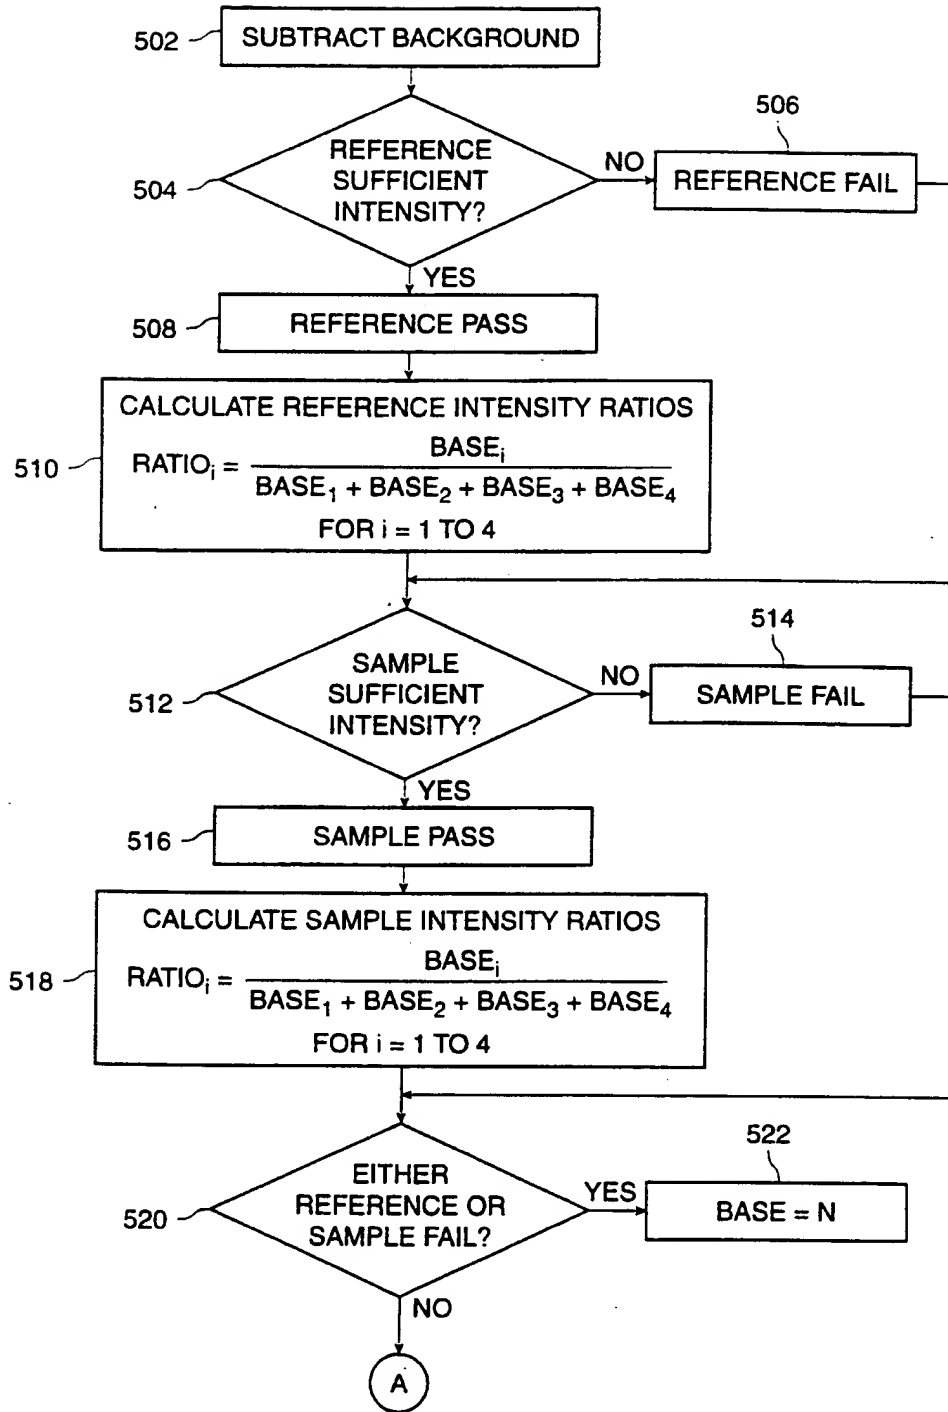 502
SUBTRACT BACKGROUND
504
REFERENCE
SUFFICIENT
INTENSITY?
NO
506
REFERENCE FAIL
YES
508
REFERENCE PASS
510
CALCULATE REFERENCE INTENSITY RATIOS
RATIOᵢ = BASEᵢ / BASE₁ + BASE₂ + BASE₃ + BASE₄
FOR i = 1 TO 4
512
SAMPLE
SUFFICIENT
INTENSITY?
NO
514
SAMPLE FAIL
YES
516
SAMPLE PASS
518
CALCULATE SAMPLE INTENSITY RATIOS
RATIOᵢ = BASEᵢ / BASE₁ + BASE₂ + BASE₃ + BASE₄
FOR i = 1 TO 4
520
EITHER
REFERENCE OR
SAMPLE FAIL?
YES
522
BASE = N
NO
A